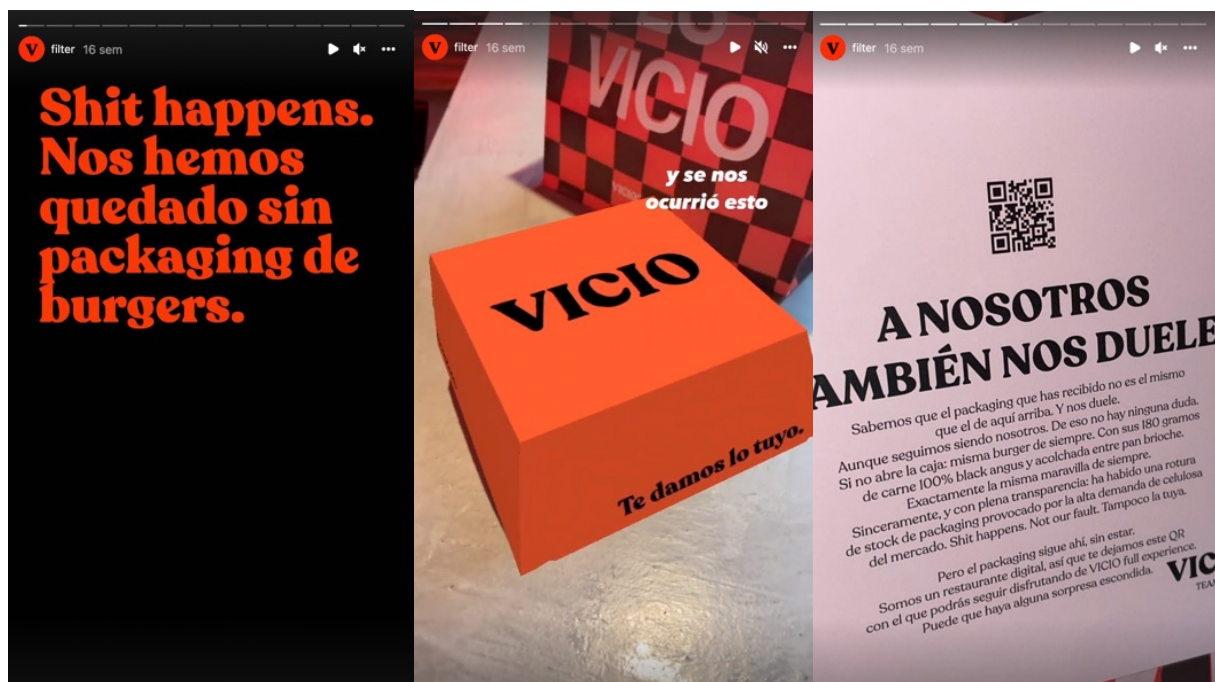 filter 16 sem
Shit happens.
Nos hemos
quedado sin
packaging de
burgers.
filter 16 sem
ES
VICIO
y se nos
ocurrió esto
VICIO
Te damos lo tuyo.
filter 16 sem
A NOSOTROS
AMBIÉN NOS DUELE
Sabemos que el packaging que has recibido no es el mismo
que el de aquí arriba. Y nos duele.
Aunque seguimos siendo nosotros. De eso no hay ninguna duda.
Si no abre la caja: misma burger de siempre. Con sus 180 gramos
de carne 100% black angus y acolchada entre pan brioche.
Exactamente la misma maravilla de siempre.
Sinceramente, y con plena transparencia: ha habido una rotura
de stock de packaging provocado por la alta demanda de celulosa
del mercado. Shit happens. Not our fault. Tampoco la tuya.
Pero el packaging sigue ahí, sin estar.
Somos un restaurante digital, así que te dejamos este QR
con el que podrás seguir disfrutando de VICIO full experience.
Puede que haya alguna sorpresa escondida.
VIC
TEA